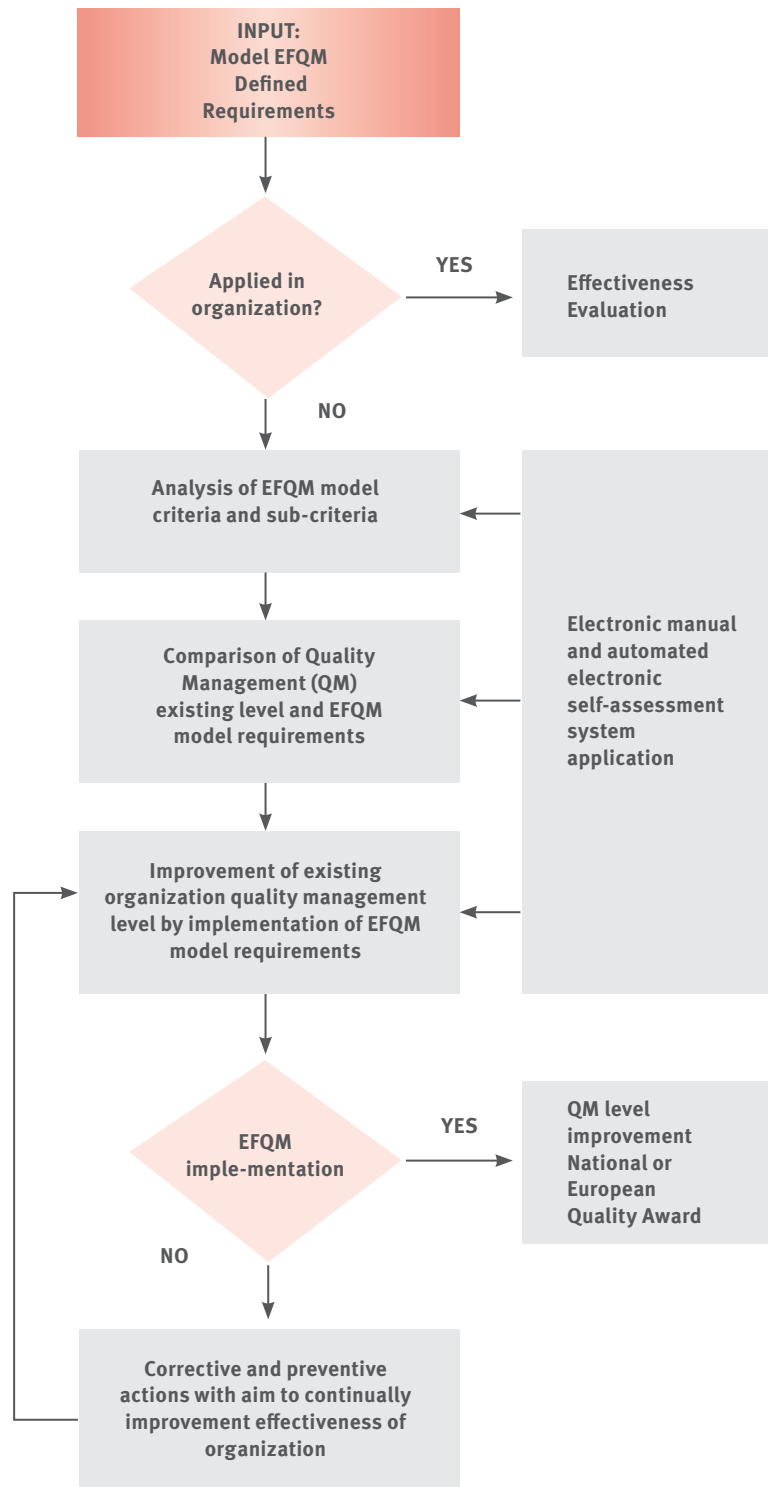 INPUT:
Model EFQM
Defined
Requirements
Applied in
organization?
YES
Effectiveness
Evaluation
NO
Analysis of EFQM model
criteria and sub-criteria
Comparison of Quality
Management (QM)
existing level and EFQM
model requirements
Electronic manual
and automated
electronic
self-assessment
system
application
Improvement of existing
organization quality management
level by implementation of EFQM
model requirements
EFQM
imple-mentation
YES
QM level
improvement
National or
European
Quality Award
NO
Corrective and preventive
actions with aim to continually
improvement effectiveness of
organization